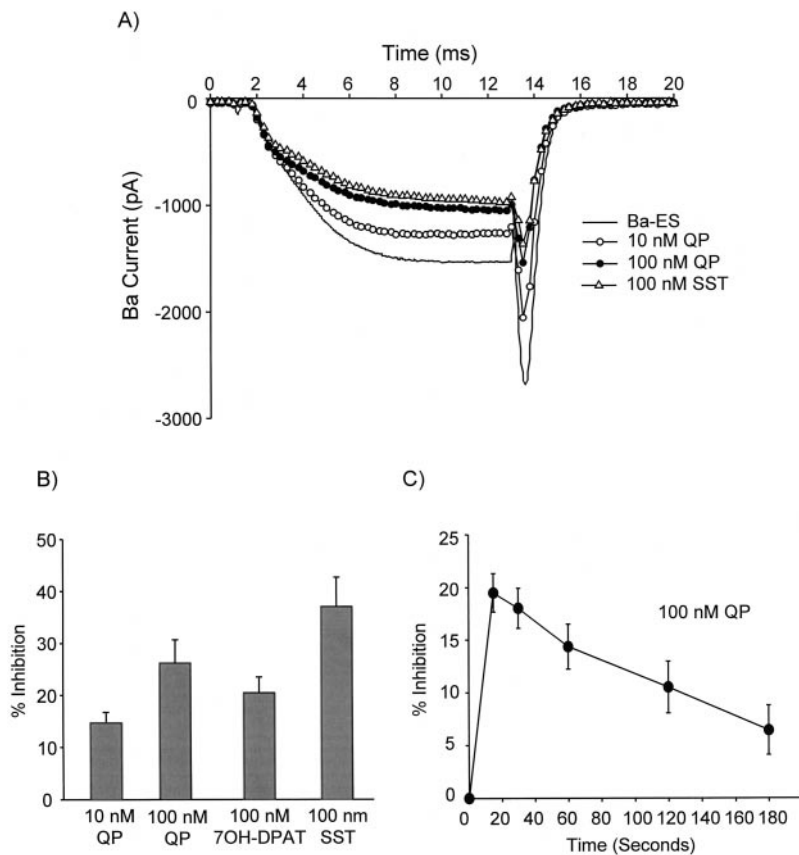 A)
Time (ms)
0 2 4 6 8 10 12 14 16 18 20
0
-1000
-2000
-3000
Ba Current (pA)
Ba-ES
10 nM QP
100 nM QP
100 nM SST
B)
50
40
30
20
10
0
% Inhibition
10 nM QP
100 nM QP
100 nM 7OH-DPAT
100 nm SST
C)
25
20
15
10
5
0
% Inhibition
100 nM QP
0 20 40 60 80 100 120 140 160 180
Time (Seconds)